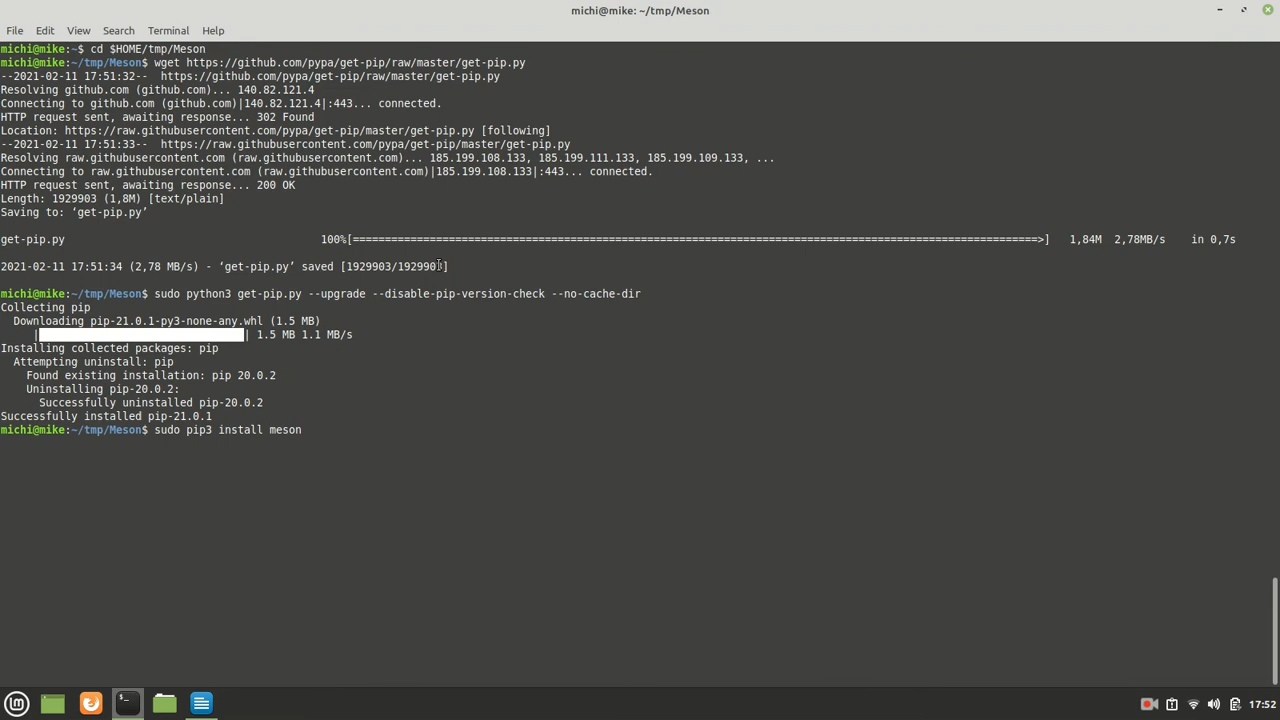 michi@mike: ~/tmp/Meson
File Edit View Search Terminal Help
michi@mike:~$ cd $HOME/tmp/Meson
michi@mike:~/tmp/Meson$ wget https://github.com/pypa/get-pip/raw/master/get-pip.py
--2021-02-11 17:51:32--  https://github.com/pypa/get-pip/raw/master/get-pip.py
Resolving github.com (github.com)... 140.82.121.4
Connecting to github.com (github.com)|140.82.121.4|:443... connected.
HTTP request sent, awaiting response... 302 Found
Location: https://raw.githubusercontent.com/pypa/get-pip/master/get-pip.py [following]
--2021-02-11 17:51:33--  https://raw.githubusercontent.com/pypa/get-pip/master/get-pip.py
Resolving raw.githubusercontent.com (raw.githubusercontent.com)... 185.199.108.133, 185.199.111.133, 185.199.109.133, ...
Connecting to raw.githubusercontent.com (raw.githubusercontent.com)|185.199.108.133|:443... connected.
HTTP request sent, awaiting response... 200 OK
Length: 1929903 (1,8M) [text/plain]
Saving to: ‘get-pip.py’
get-pip.py 100%[============================================================================================================>] 1,84M 2,78MB/s in 0,7s
2021-02-11 17:51:34 (2,78 MB/s) - ‘get-pip.py’ saved [1929903/1929903]
michi@mike:~/tmp/Meson$ sudo python3 get-pip.py --upgrade --disable-pip-version-check --no-cache-dir
Collecting pip
Downloading pip-21.0.1-py3-none-any.whl (1.5 MB)
| | 1.5 MB 1.1 MB/s
Installing collected packages: pip
Attempting uninstall: pip
Found existing installation: pip 20.0.2
Uninstalling pip-20.0.2:
Successfully uninstalled pip-20.0.2
Successfully installed pip-21.0.1
michi@mike:~/tmp/Meson$ sudo pip3 install meson
17:52